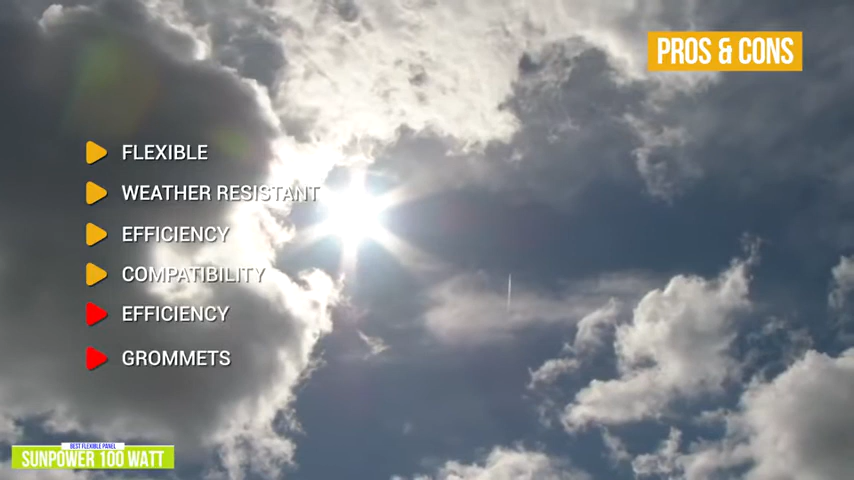 PROS & CONS
FLEXIBLE
WEATHER RESISTANT
EFFICIENCY
COMPATIBILITY
EFFICIENCY
GROMMETS
BEST FLEXIBLE PANEL
SUNPOWER 100 WATT